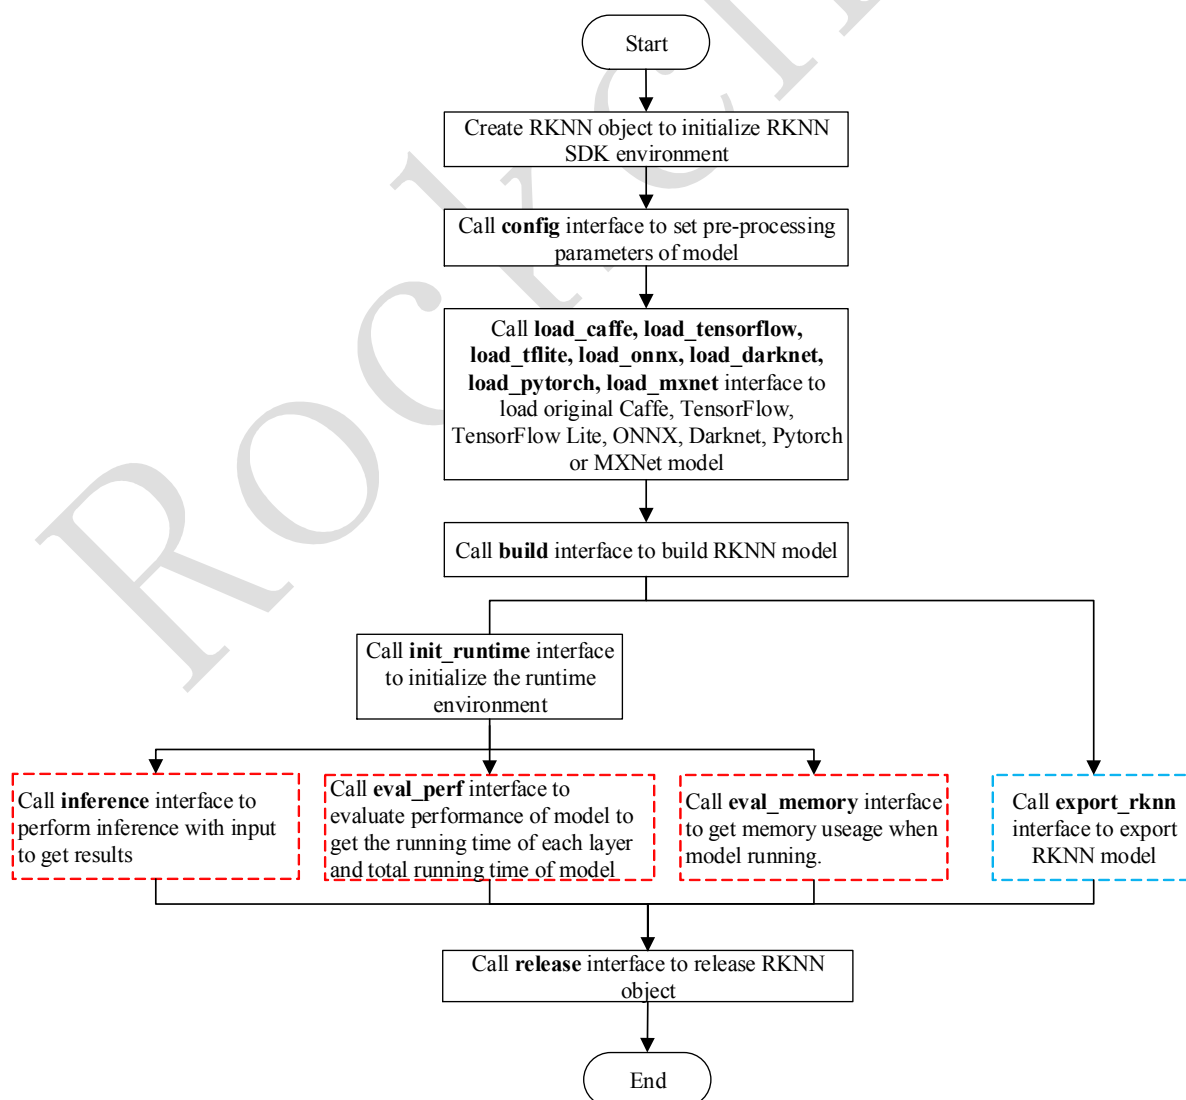 Start
Create RKNN object to initialize RKNN
SDK environment
Call config interface to set pre-processing
parameters of model
Call load_caffe, load_tensorflow,
load_tflite, load_onnx, load_darknet,
load_pytorch, load_mxnet interface to
load original Caffe, TensorFlow,
TensorFlow Lite, ONNX, Darknet, Pytorch
or MXNet model
Call build interface to build RKNN model
Call init_runtime interface
to initialize the runtime
environment
Call inference interface to
perform inference with input
to get results
Call eval_perf interface to
evaluate performance of model to
get the running time of each layer
and total running time of model
Call eval_memory interface
to get memory useage when
model running.
Call export_rknn
interface to export
RKNN model
Call release interface to release RKNN
object
End
Rockch